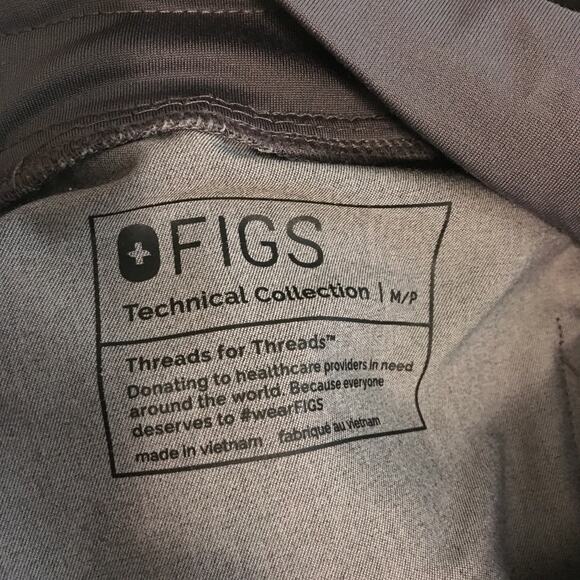 FIGS
Technical Collection | M/P
Threads for Threads™
Donating to healthcare providers in need
around the world. Because everyone
deserves to #wearFIGS
made in vietnam fabriqué au vietnam